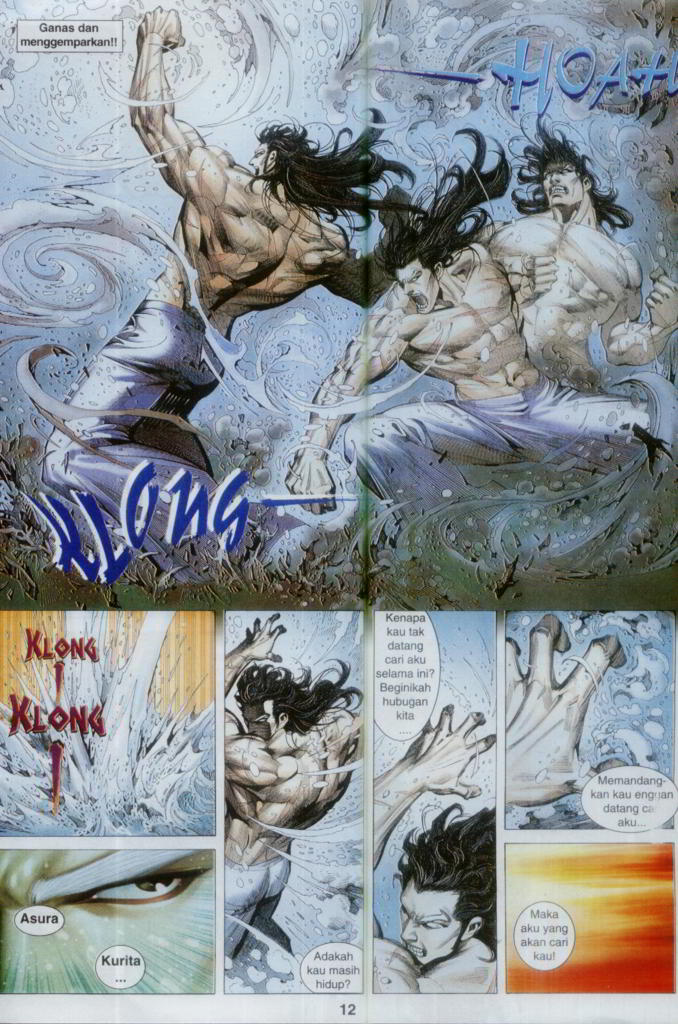 Ganas dan
menggemparkan!!
HOAH
KLONG
KLONG
!
KLONG
!
Asura
Kurita
...
Adakah
kau masih
hidup?
Kenapa
kau tak
datang
cari aku
selama ini?
Beginikah
hubugan
kita
....
Memandang-
kan kau enggan
datang ca
aku...
Maka
aku yang
akan cari
kau!
12